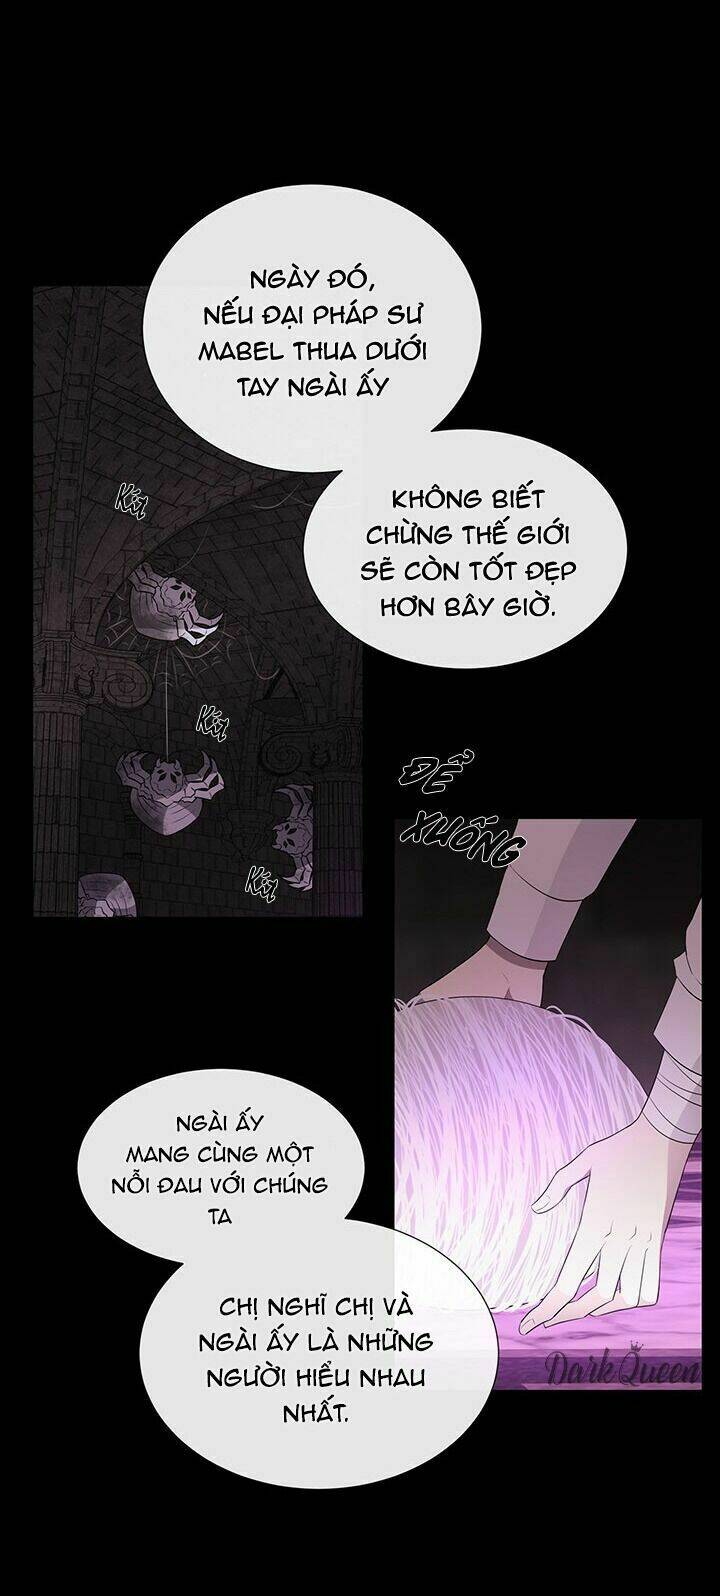 NGÀY ĐÓ,
NẾU ĐẠI PHÁP SƯ
MABEL THUA DƯỚI
TAY NGÀI ẤY
KHÔNG BIẾT
CHỪNG THẾ GIỚI
SẼ CÒN TỐT ĐẸP
HƠN BÂY GIỜ.
Kít
Kít
Kít
ĐỂ
XUỐNG
NGÀI ẤY
MANG CÙNG MỘT
NỖI ĐAU VỚI CHÚNG
TA
CHỊ NGHĨ CHỊ VÀ
NGÀI ẤY LÀ NHỮNG
NGƯỜI HIỂU NHAU
NHẤT.
Dark Queen